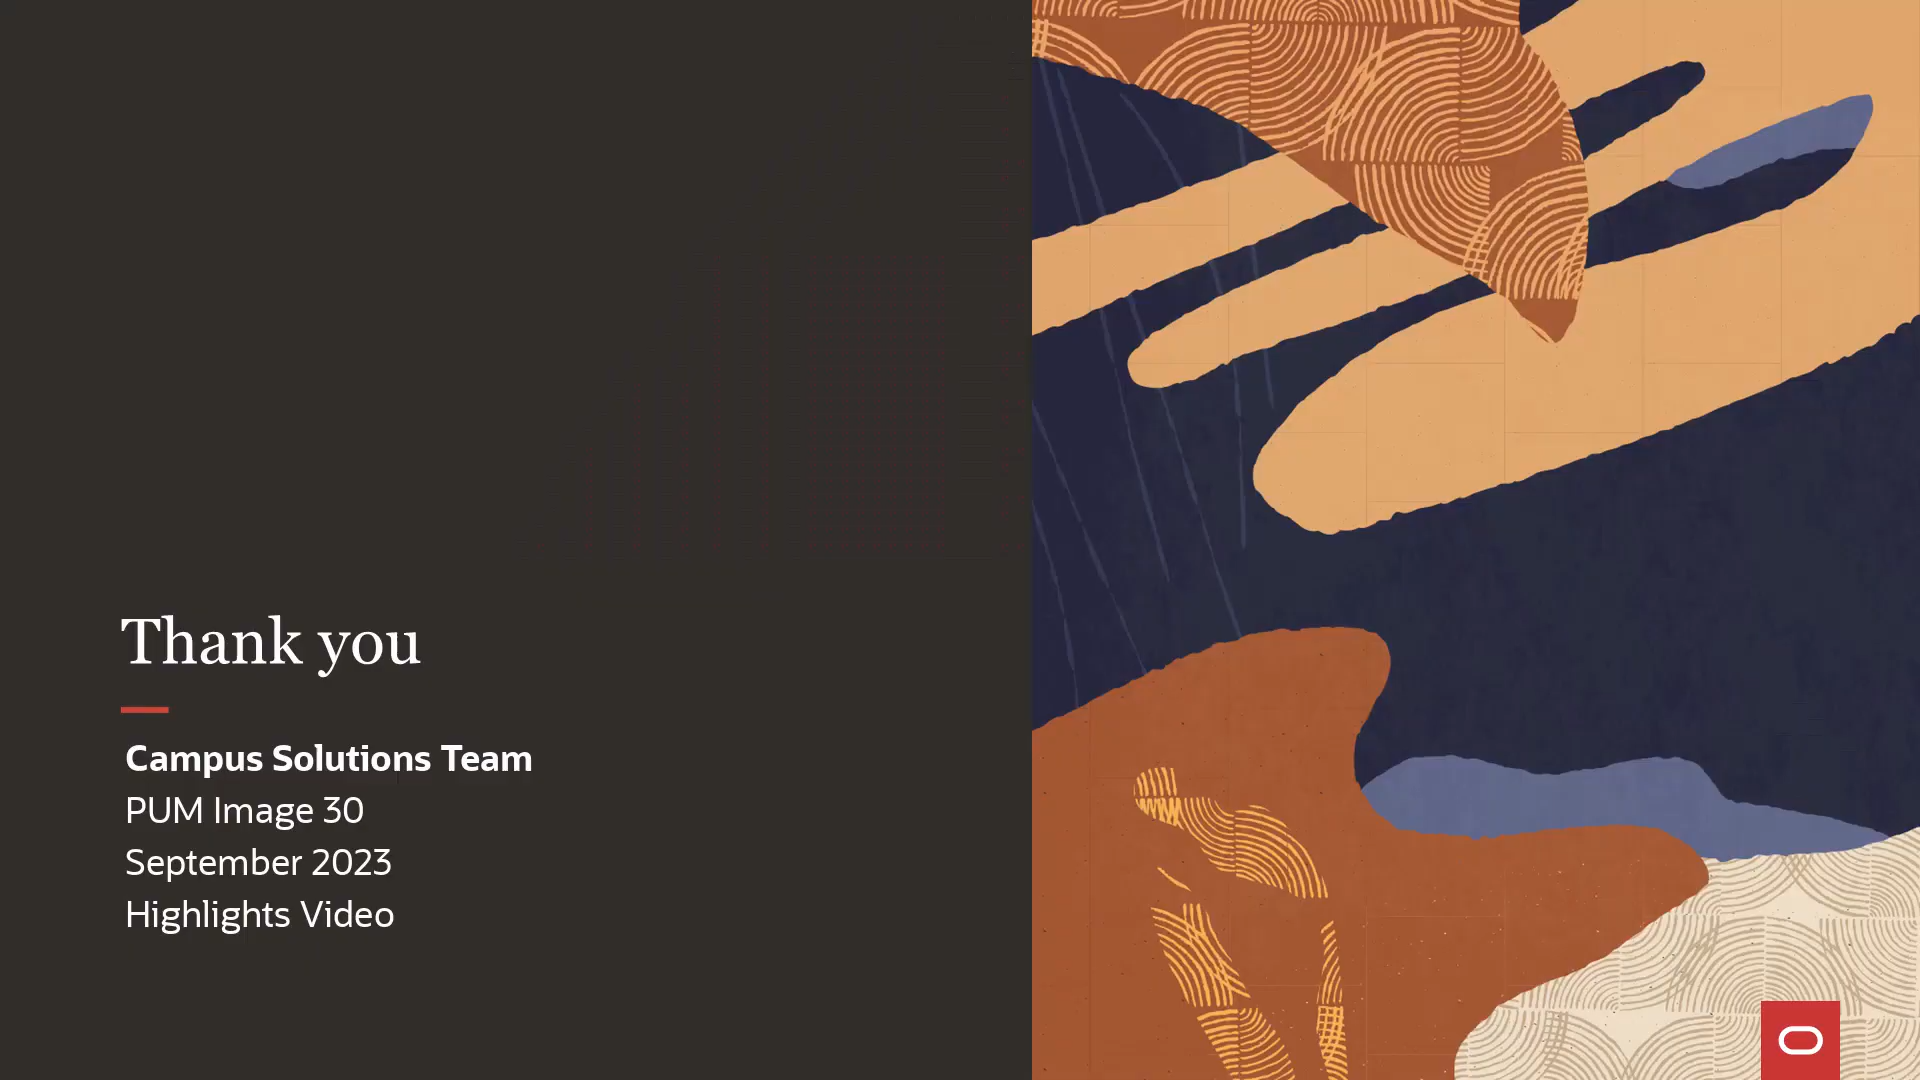 Thank you
Campus Solutions Team
PUM Image 30
September 2023
Highlights Video